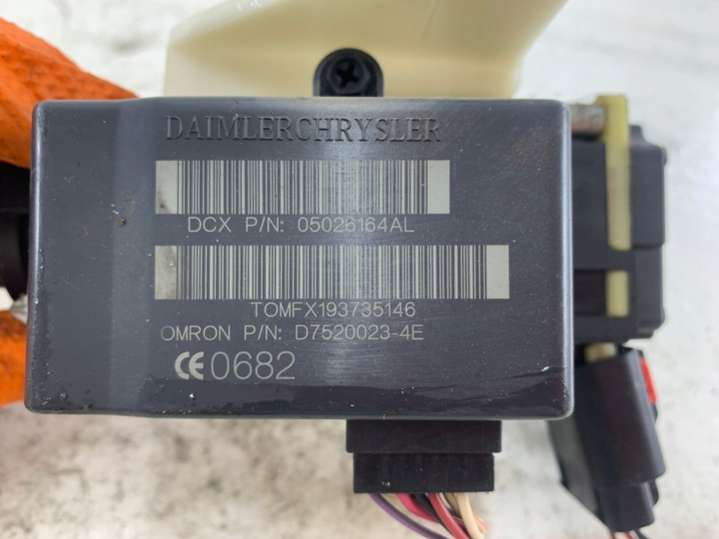 DAIMLERCHRYSLER
DCX P/N: 05026164AL
TOMFX193735146
OMRON P/N: D7520023-4E
CE0682